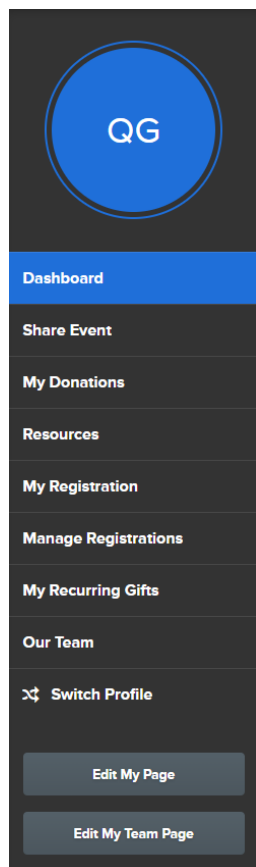 QG
Dashboard
Share Event
My Donations
Resources
My Registration
Manage Registrations
My Recurring Gifts
Our Team
Switch Profile
Edit My Page
Edit My Team Page